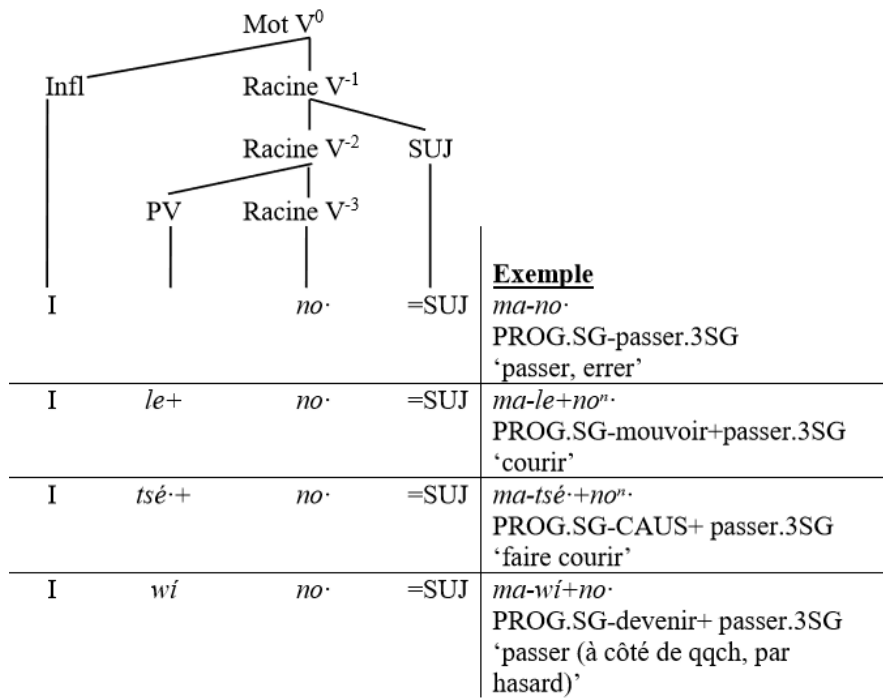 Mot V⁰
Infl Racine V⁻¹
Racine V⁻² SUJ
PV Racine V⁻³
Exemple
I no· =SUJ ma-no·
PROG.SG-passer.3SG
‘passer, errer’
I le+ no· =SUJ ma-le+noⁿ·
PROG.SG-mouvoir+passer.3SG
‘courir’
I tsé·+ no· =SUJ ma-tsé·+noⁿ·
PROG.SG-CAUS+ passer.3SG
‘faire courir’
I wí no· =SUJ ma-wí+no·
PROG.SG-devenir+ passer.3SG
‘passer (à côté de qqch, par
hasard)’